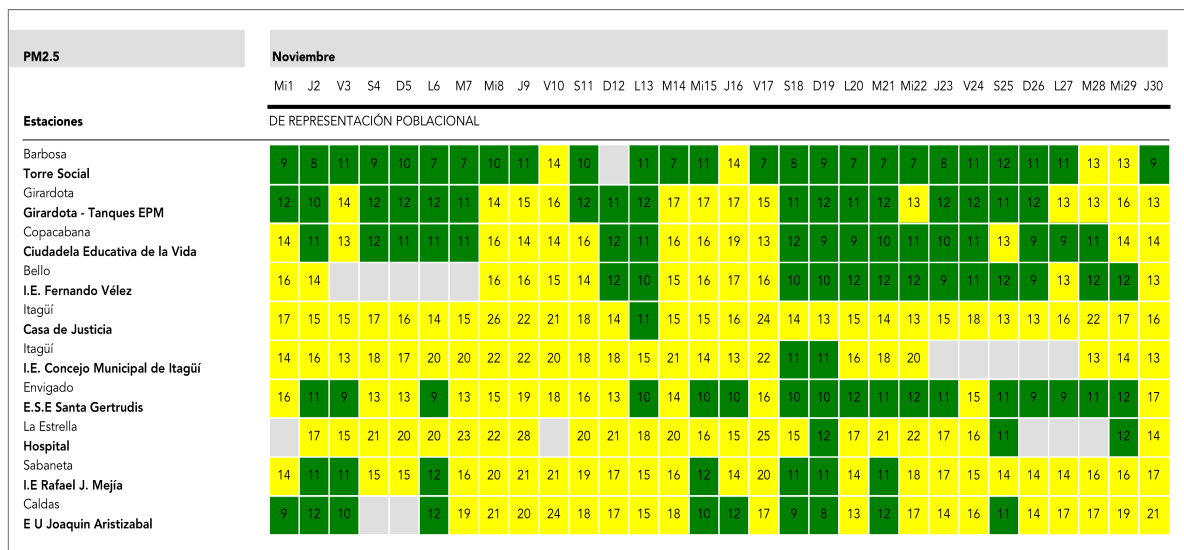 PM2.5 Noviembre
Mi1 J2 V3 S4 D5 L6 M7 Mi8 J9 V10 S11 D12 L13 M14 Mi15 J16 V17 S18 D19 L20 M21 Mi22 J23 V24 S25 D26 L27 M28 Mi29 J30
Estaciones DE REPRESENTACIÓN POBLACIONAL
Barbosa
Torre Social 9 8 11 9 10 7 7 10 11 14 10 11 7 11 14 7 8 9 7 7 7 8 11 12 11 11 13 13 9
Girardota
Girardota - Tanques EPM 12 10 14 12 12 12 11 14 15 16 12 11 12 17 17 17 15 11 12 11 12 13 12 12 11 12 13 13 16 13
Copacabana
Ciudadela Educativa de la Vida 14 11 13 12 11 11 11 16 14 14 16 12 11 16 16 19 13 12 9 9 10 11 10 11 13 9 9 11 14 14
Bello
I.E. Fernando Vélez 16 14 16 16 15 14 12 10 15 16 17 16 10 10 12 12 12 9 11 12 9 13 12 12 13
Itagüí
Casa de Justicia 17 15 15 17 16 14 15 26 22 21 18 14 11 15 15 16 24 14 13 15 14 13 15 18 13 13 16 22 17 16
Itagüí
I.E. Concejo Municipal de Itagüí 14 16 13 18 17 20 20 22 22 20 18 18 15 21 14 13 22 11 11 16 18 20 13 14 13
Envigado
E.S.E Santa Gertrudis 16 11 9 13 13 9 13 15 19 18 16 13 10 14 10 10 16 10 10 12 11 12 11 15 11 9 9 11 12 17
La Estrella
Hospital 17 15 21 20 20 23 22 28 20 21 18 20 16 15 25 15 12 17 21 22 17 16 11 12 14
Sabaneta
I.E Rafael J. Mejía 14 11 11 15 15 12 16 20 21 21 19 17 15 16 12 14 20 11 11 14 11 18 17 15 14 14 14 16 16 17
Caldas
E U Joaquin Aristizabal 9 12 10 12 19 21 20 24 18 17 15 18 10 12 17 9 8 13 12 17 14 16 11 14 17 17 19 21